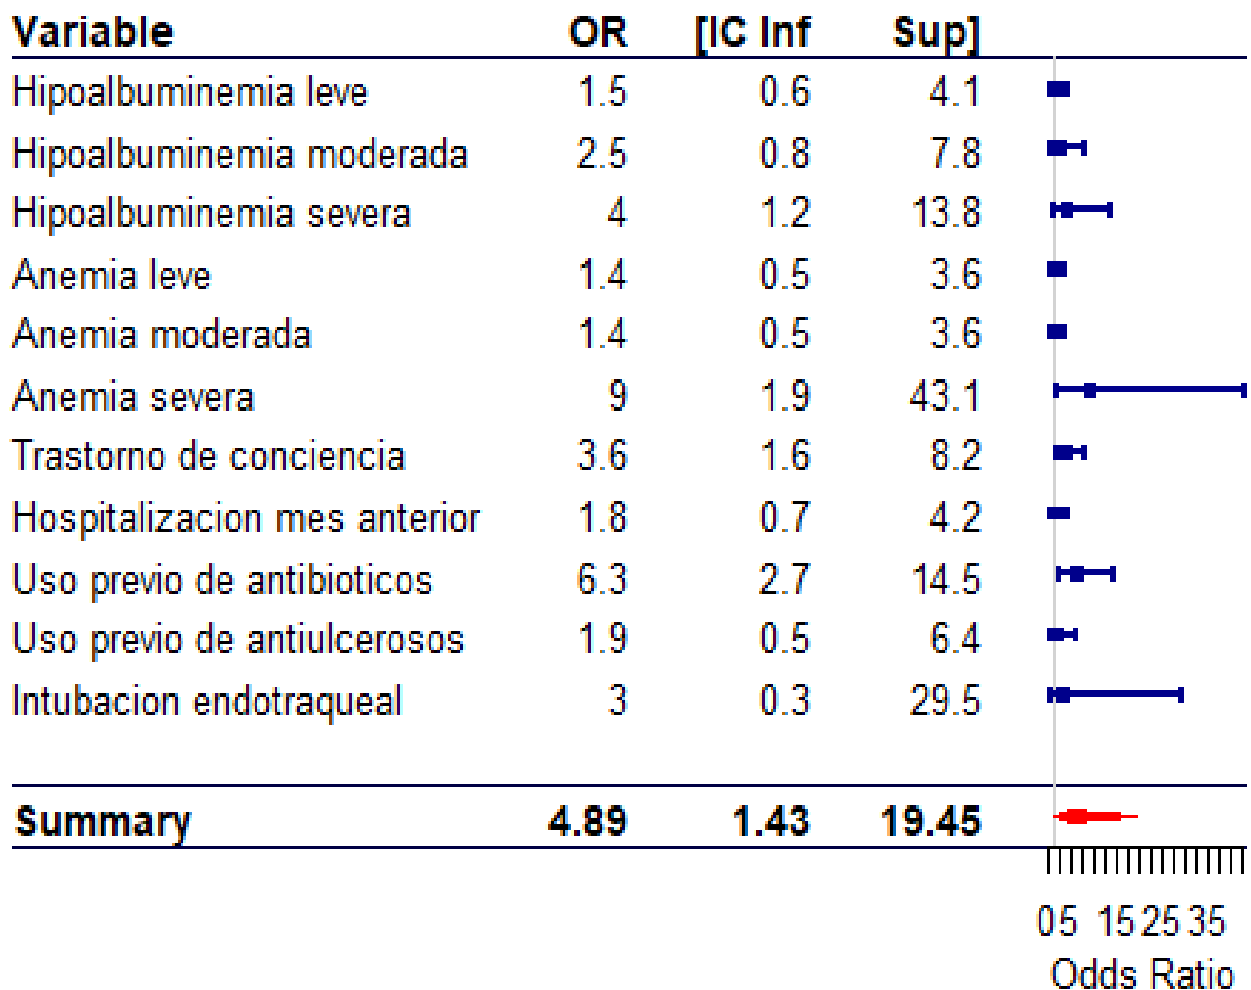 Variable OR [IC Inf Sup]
Hipoalbuminemia leve 1.5 0.6 4.1
Hipoalbuminemia moderada 2.5 0.8 7.8
Hipoalbuminemia severa 4 1.2 13.8
Anemia leve 1.4 0.5 3.6
Anemia moderada 1.4 0.5 3.6
Anemia severa 9 1.9 43.1
Trastorno de conciencia 3.6 1.6 8.2
Hospitalizacion mes anterior 1.8 0.7 4.2
Uso previo de antibioticos 6.3 2.7 14.5
Uso previo de antiulcerosos 1.9 0.5 6.4
Intubacion endotraqueal 3 0.3 29.5
Summary 4.89 1.43 19.45
0 5 15 25 35
Odds Ratio